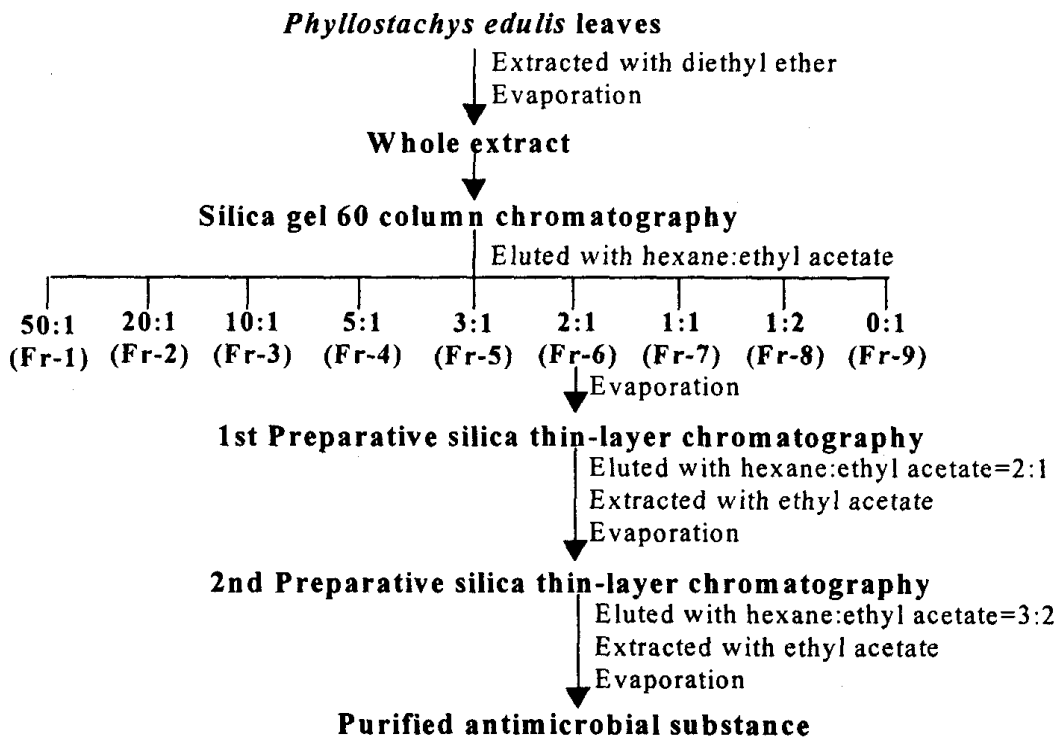 Phyllostachys edulis leaves
Extracted with diethyl ether
Evaporation
Whole extract
Silica gel 60 column chromatography
Eluted with hexane:ethyl acetate
50:1 20:1 10:1 5:1 3:1 2:1 1:1 1:2 0:1
(Fr-1) (Fr-2) (Fr-3) (Fr-4) (Fr-5) (Fr-6) (Fr-7) (Fr-8) (Fr-9)
Evaporation
1st Preparative silica thin-layer chromatography
Eluted with hexane:ethyl acetate=2:1
Extracted with ethyl acetate
Evaporation
2nd Preparative silica thin-layer chromatography
Eluted with hexane:ethyl acetate=3:2
Extracted with ethyl acetate
Evaporation
Purified antimicrobial substance